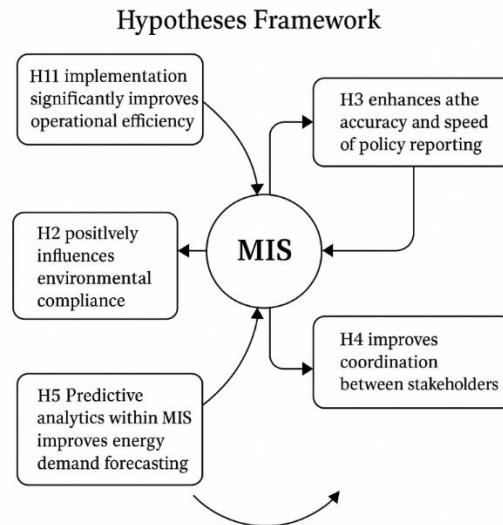 Hypotheses Framework
H11 implementation
significantly improves
operational efficiency
H3 enhances athe
accuracy and speed
of policy reporting
MIS
H2 positvely
influences
environmental
compliance
H4 improves
coordination
between stakeholders
H5 Predictive
analytics within MIS
improves energy
demand forecasting